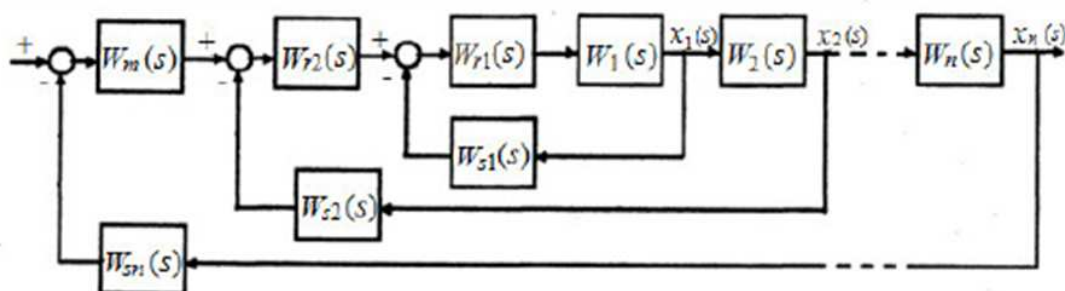 + W_m(s) + W_r2(s) + W_r1(s) W_1(s) x_1(s) W_2(s) x_2(s) W_n(s) x_n(s)
- - -
W_s1(s)
W_s2(s)
W_sn(s)